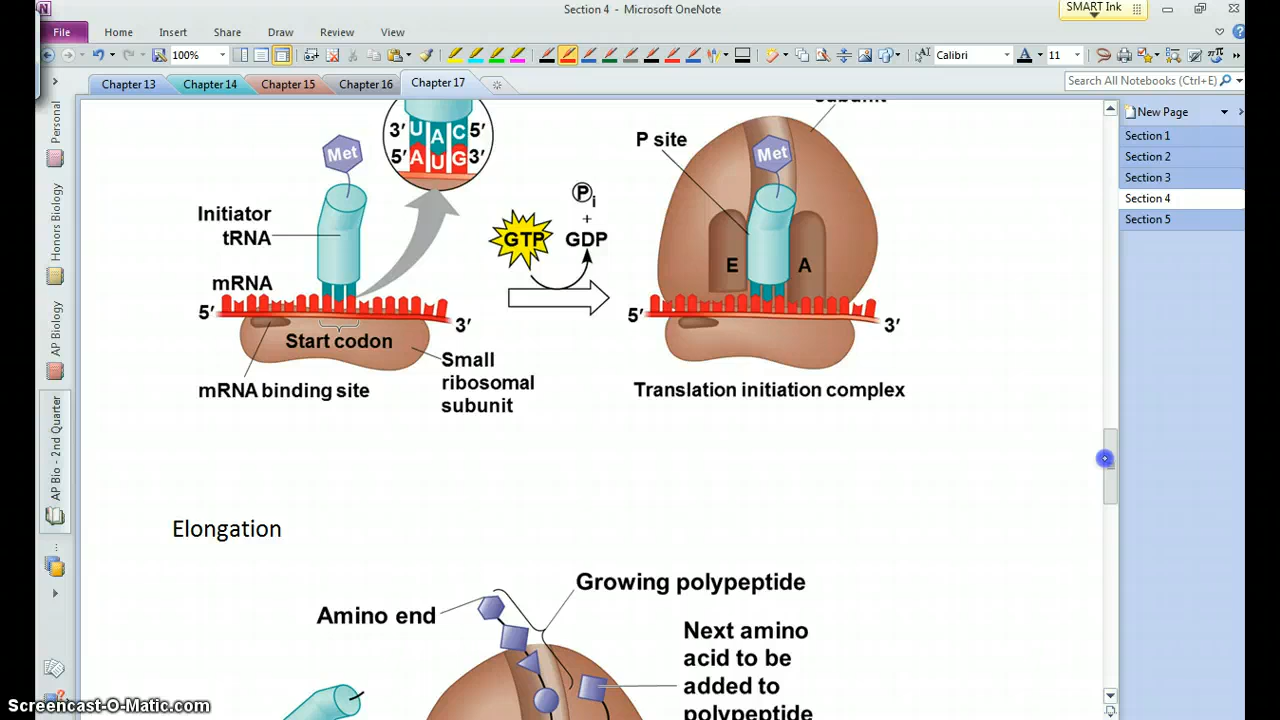 Section 4 - Microsoft OneNote
SMART Ink
File Home Insert Share Draw Review View
100%
Calibri 11
Chapter 13 Chapter 14 Chapter 15 Chapter 16 Chapter 17
Search All Notebooks (Ctrl+E)
New Page
Section 1
Section 2
Section 3
Section 4
Section 5
Personal
Honors Biology
AP Biology
AP Bio - 2nd Quarter
3′ U A C 5′
5′ A U G 3′
Met
Initiator
tRNA
mRNA
5′
3′
Start codon
mRNA binding site
Small
ribosomal
subunit
GTP
Pi
+
GDP
subunit
P site
Met
E
A
5′
3′
Translation initiation complex
Elongation
Growing polypeptide
Amino end
Next amino
acid to be
added to
polypeptide
Screencast-O-Matic.com